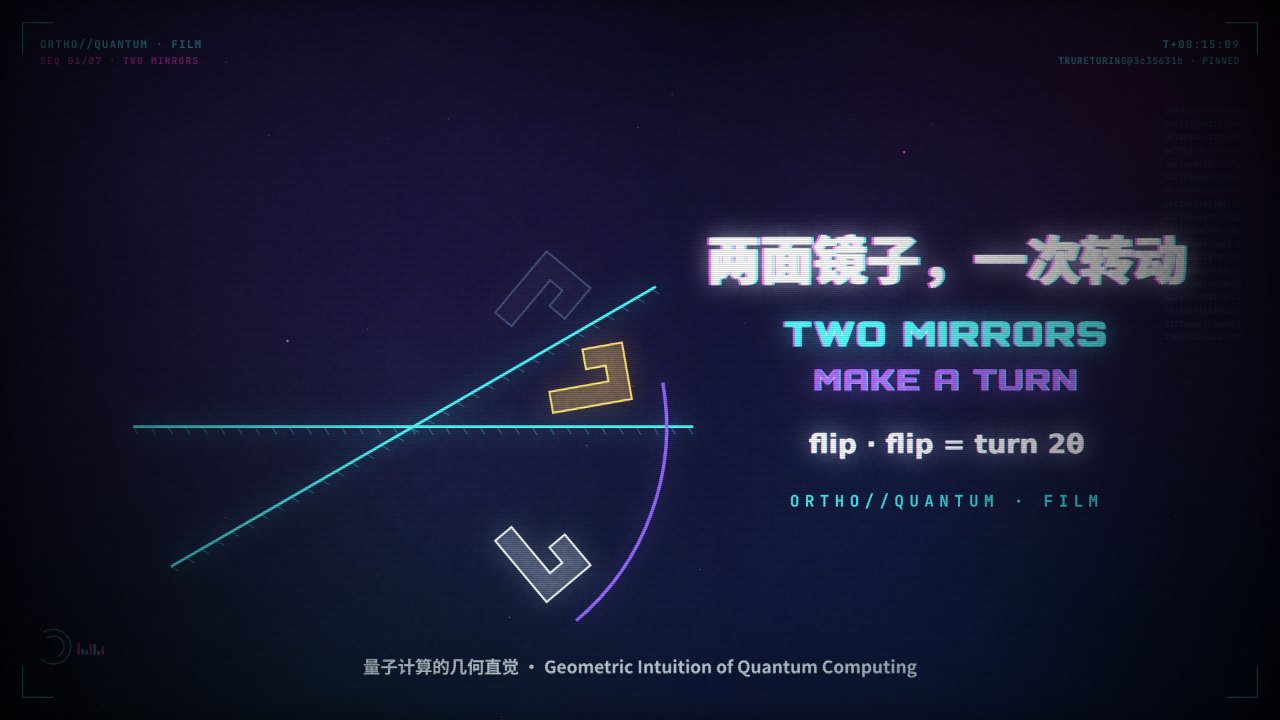 ORTHO//QUANTUM · FILM
SEQ 01/07 · TWO MIRRORS
T+00:15:09
TRURETURING@3c35631b · PINNED
两面镜子，一次转动
TWO MIRRORS
MAKE A TURN
flip · flip = turn 2θ
ORTHO//QUANTUM · FILM
量子计算的几何直觉 · Geometric Intuition of Quantum Computing